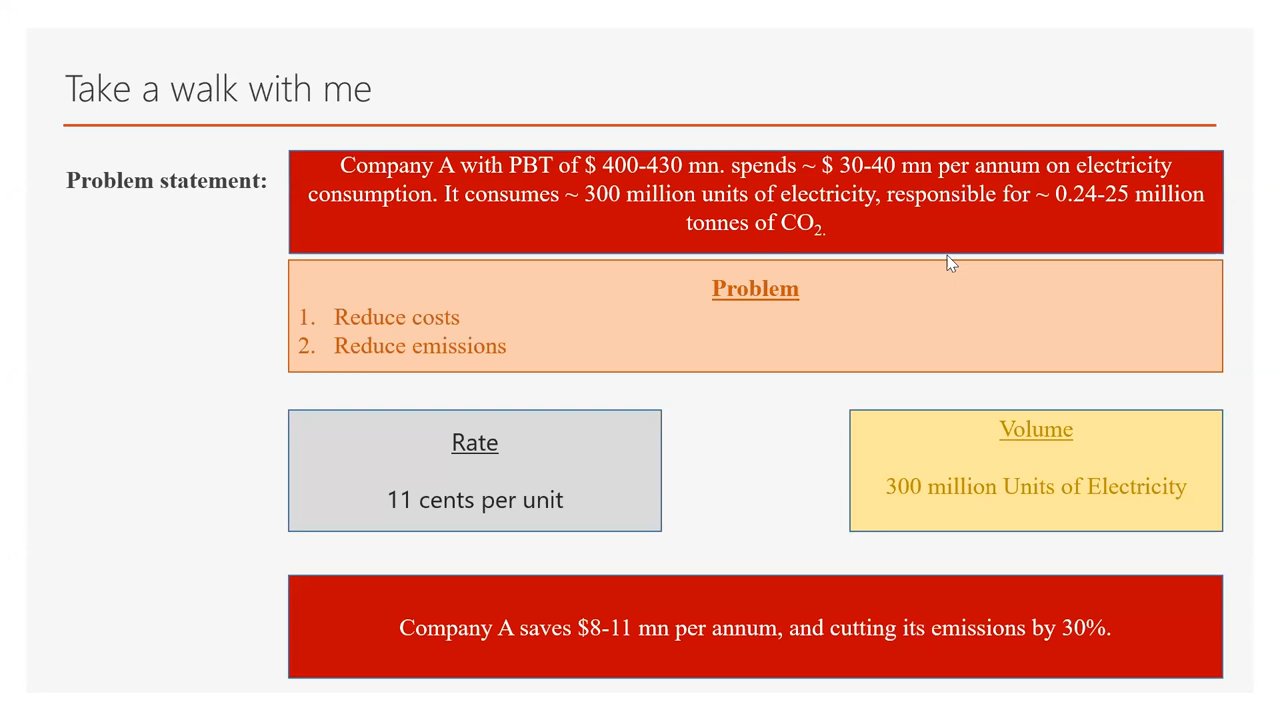 Take a walk with me
Problem statement:
Company A with PBT of $ 400-430 mn. spends ~ $ 30-40 mn per annum on electricity
consumption. It consumes ~ 300 million units of electricity, responsible for ~ 0.24-25 million
tonnes of CO2.
Problem
1. Reduce costs
2. Reduce emissions
Rate
11 cents per unit
Volume
300 million Units of Electricity
Company A saves $8-11 mn per annum, and cutting its emissions by 30%.